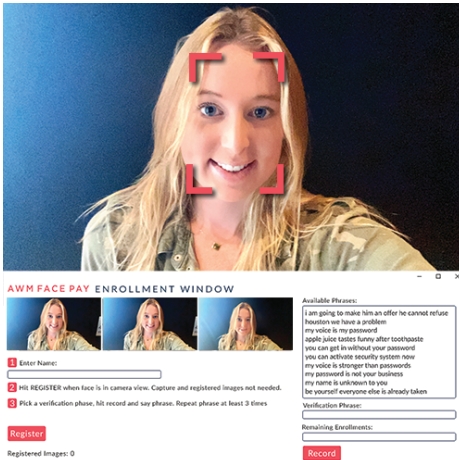 AWM FACE PAY ENROLLMENT WINDOW
1 Enter Name:
2 Hit REGISTER when face is in camera view. Capture and registered images not needed.
3 Pick a verification phase, hit record and say phrase. Repeat phrase at least 3 times
Register
Registered Images: 0
Available Phrases:
i am going to make him an offer he cannot refuse
houston we have a problem
my voice is my password
apple juice tastes funny after toothpaste
you can get in without your password
you can activate security system now
my voice is stronger than passwords
my password is not your business
my name is unknown to you
be yourself everyone else is already taken
Verification Phrase:
Remaining Enrollments:
Record